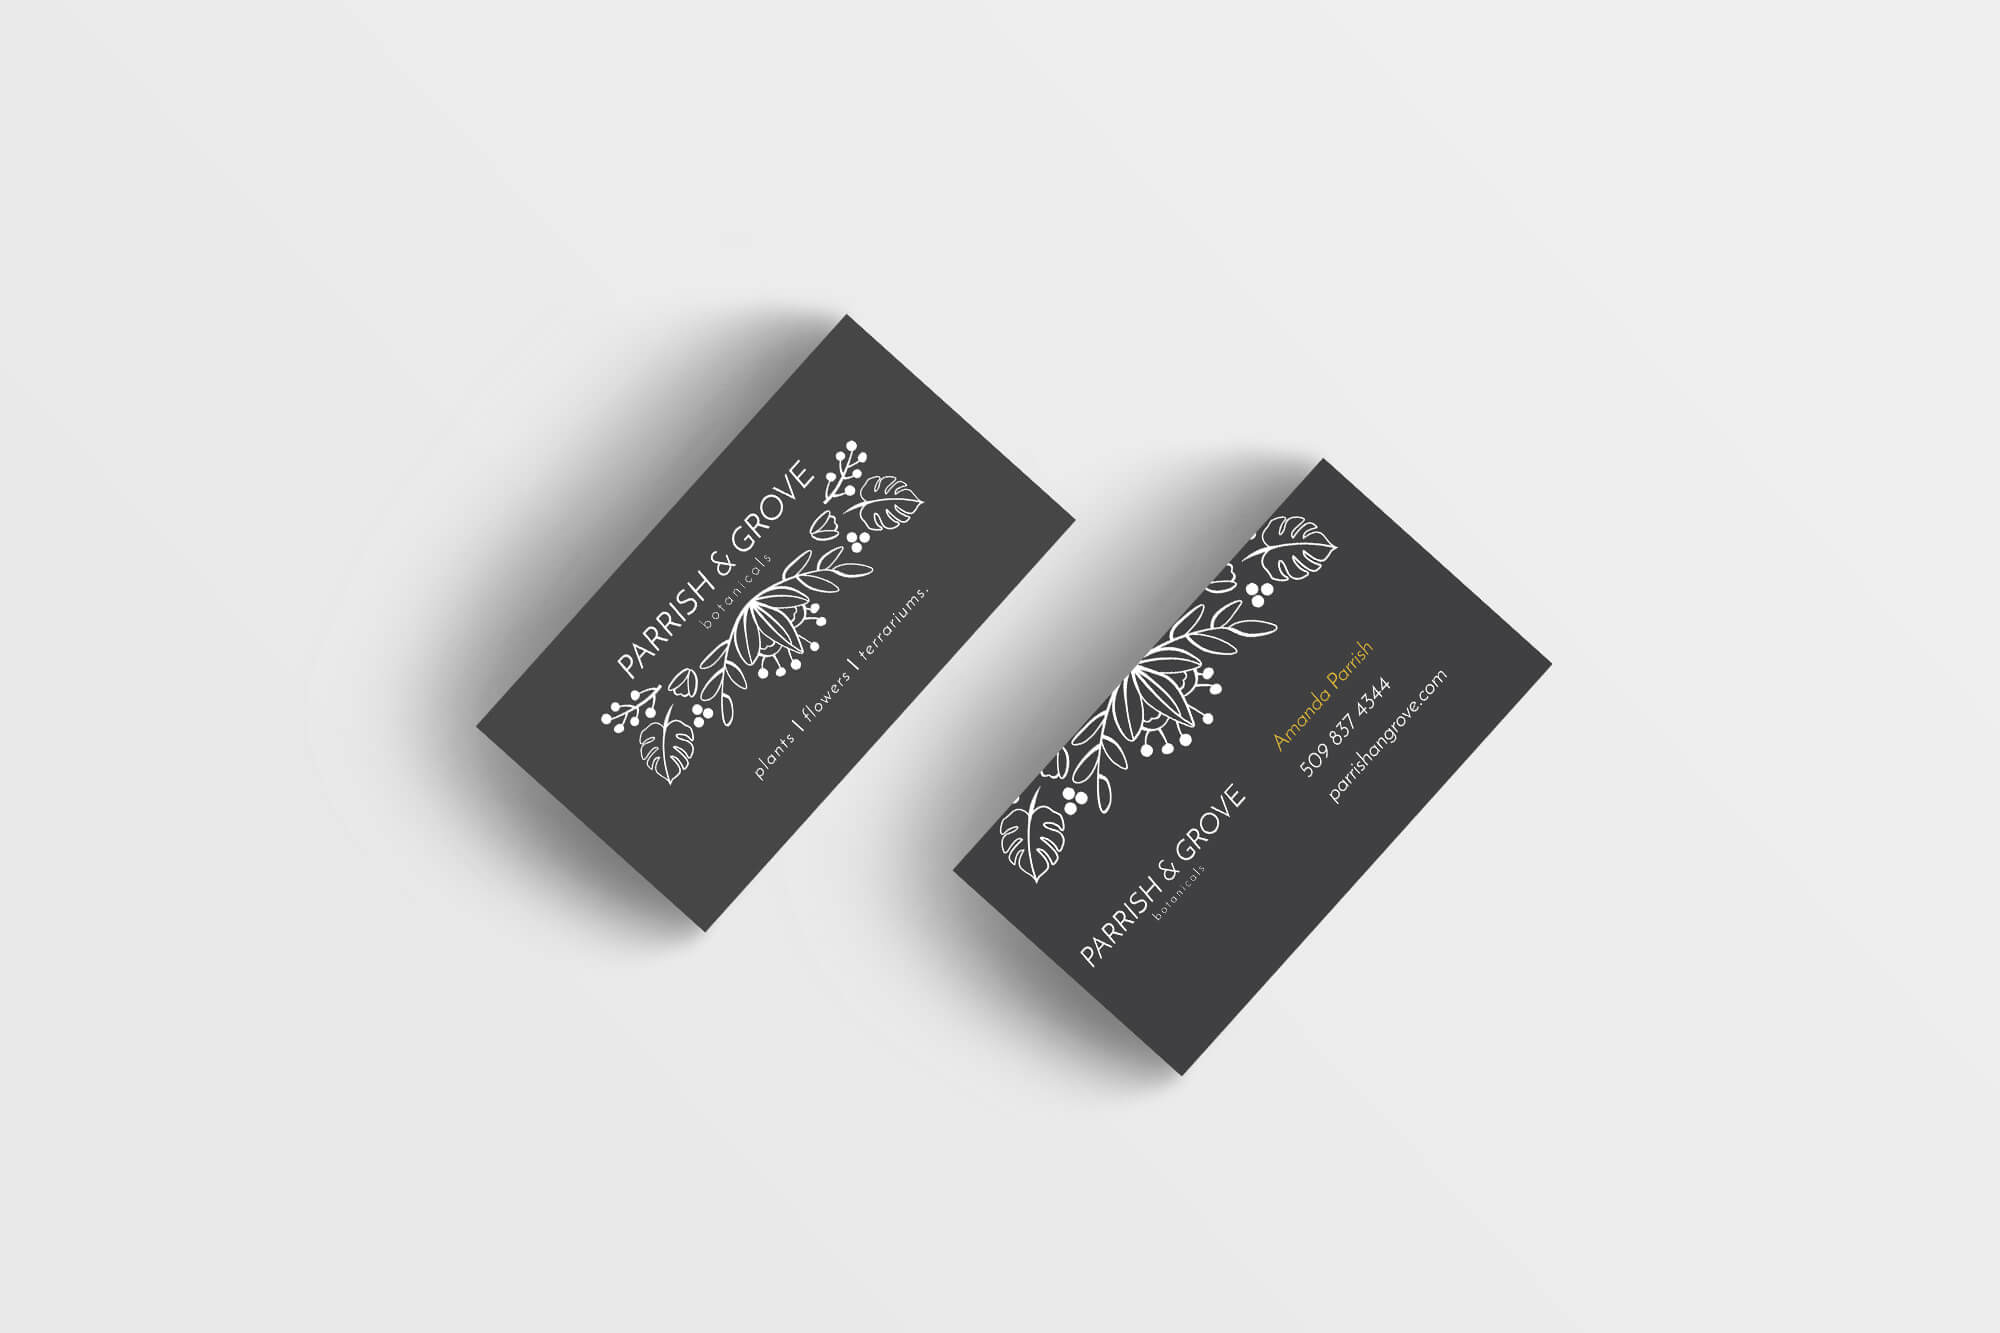 PARRISH & GROVE
botanicals
plants | flowers | terrariums.
Amanda Parrish
509 837 4344
parrishangrove.com
PARRISH & GROVE
botanicals